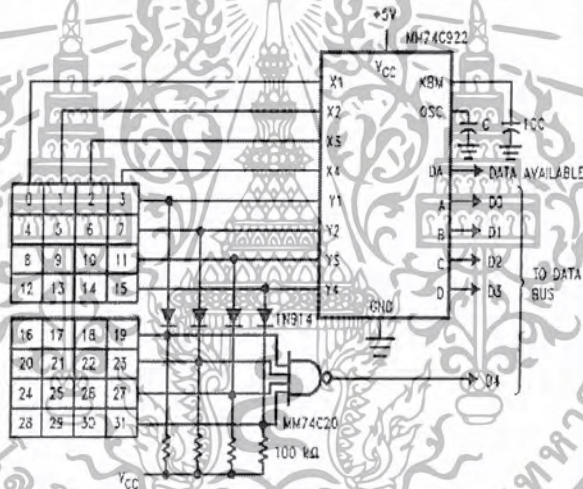 +5V
MM74C922
VCC
X1
X2
X3
X4
Y1
Y2
Y3
Y4
KBM
OSC
C
10C
DA
DATA AVAILABLE
A
D0
B
D1
C
D2
D
D3
TO DATA
BUS
GND
0 1 2 3
4 5 6 7
8 9 10 11
12 13 14 15
1N914
16 17 18 19
20 21 22 23
24 25 26 27
28 29 30 31
D4
MM74C20
100 kΩ
VCC